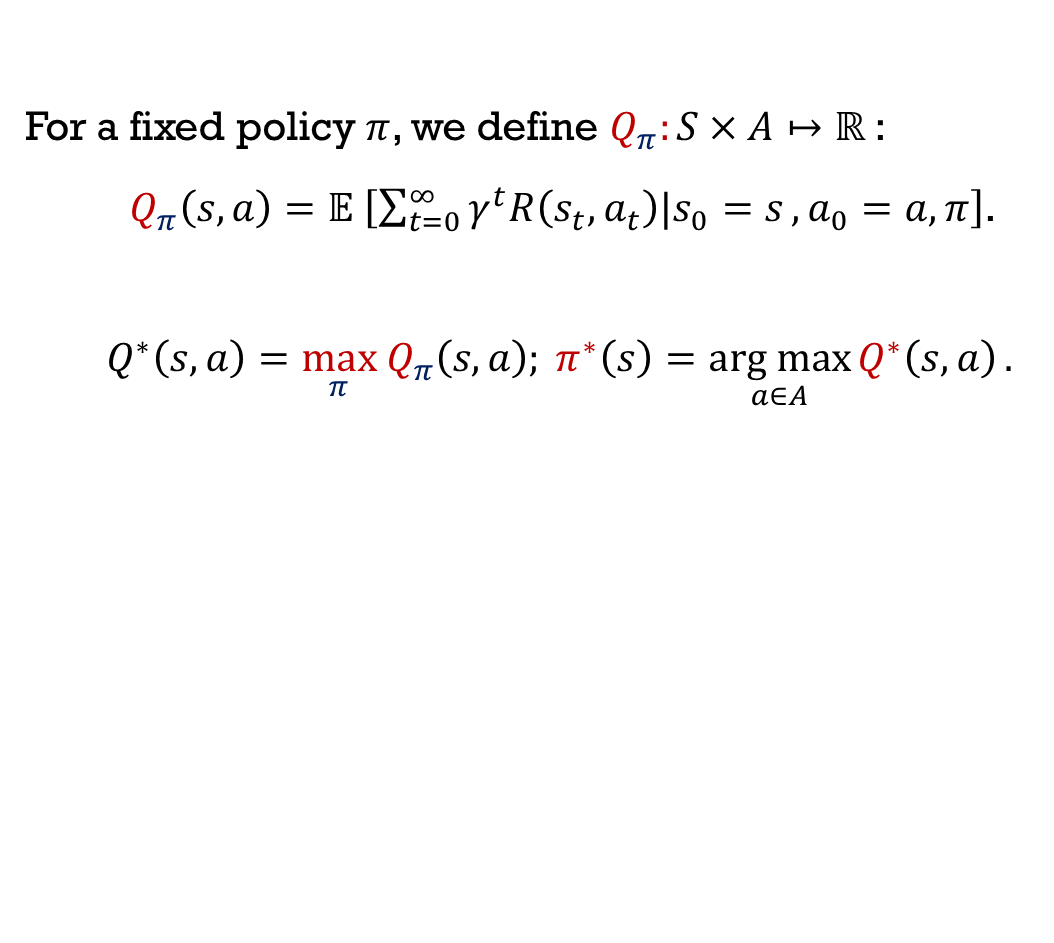 For a fixed policy π, we define Q_π: S × A ↦ ℝ :
Q_π(s, a) = 𝔼 [∑_{t=0}^{∞} γ^t R(s_t, a_t)|s_0 = s , a_0 = a, π].
Q*(s, a) = max_π Q_π(s, a); π*(s) = arg max_{a∈A} Q*(s, a) .